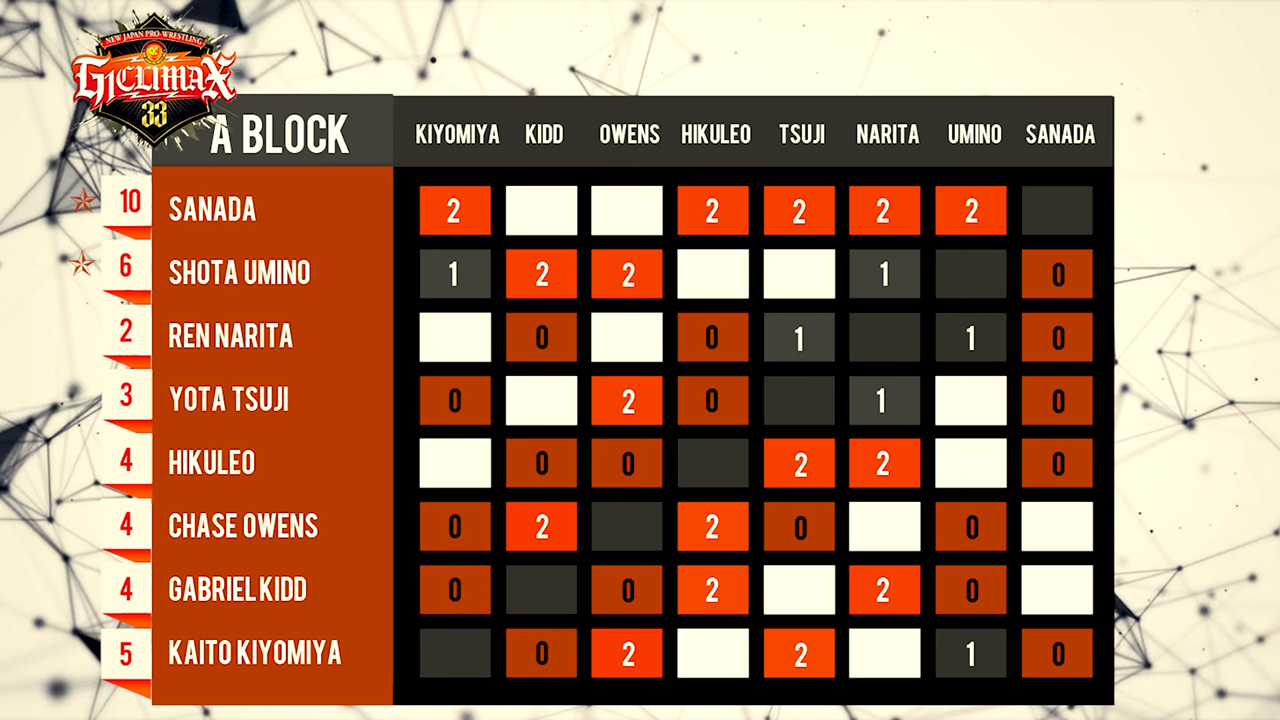 NEW JAPAN PRO-WRESTLING
G1 CLIMAX
33
A BLOCK KIYOMIYA KIDD OWENS HIKULEO TSUJI NARITA UMINO SANADA
10 SANADA 2 2 2 2 2
6 SHOTA UMINO 1 2 2 1 0
2 REN NARITA 0 0 1 1 0
3 YOTA TSUJI 0 2 0 1 0
4 HIKULEO 0 0 2 2 0
4 CHASE OWENS 0 2 2 0 0
4 GABRIEL KIDD 0 0 2 2 0
5 KAITO KIYOMIYA 0 2 2 1 0